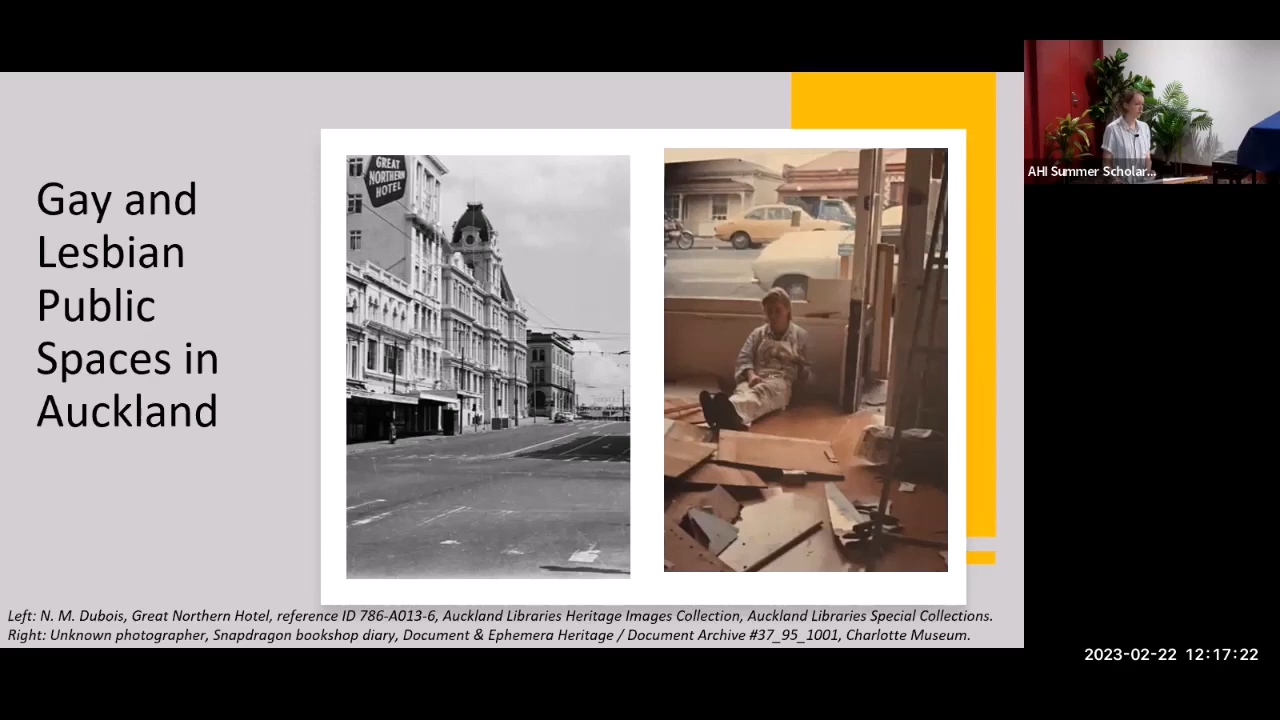 Gay and
Lesbian
Public
Spaces in
Auckland
GREAT
NORTHERN
HOTEL
Left: N. M. Dubois, Great Northern Hotel, reference ID 786-A013-6, Auckland Libraries Heritage Images Collection, Auckland Libraries Special Collections.
Right: Unknown photographer, Snapdragon bookshop diary, Document & Ephemera Heritage / Document Archive #37_95_1001, Charlotte Museum.
AHI Summer Scholar...
2023-02-22 12:17:22